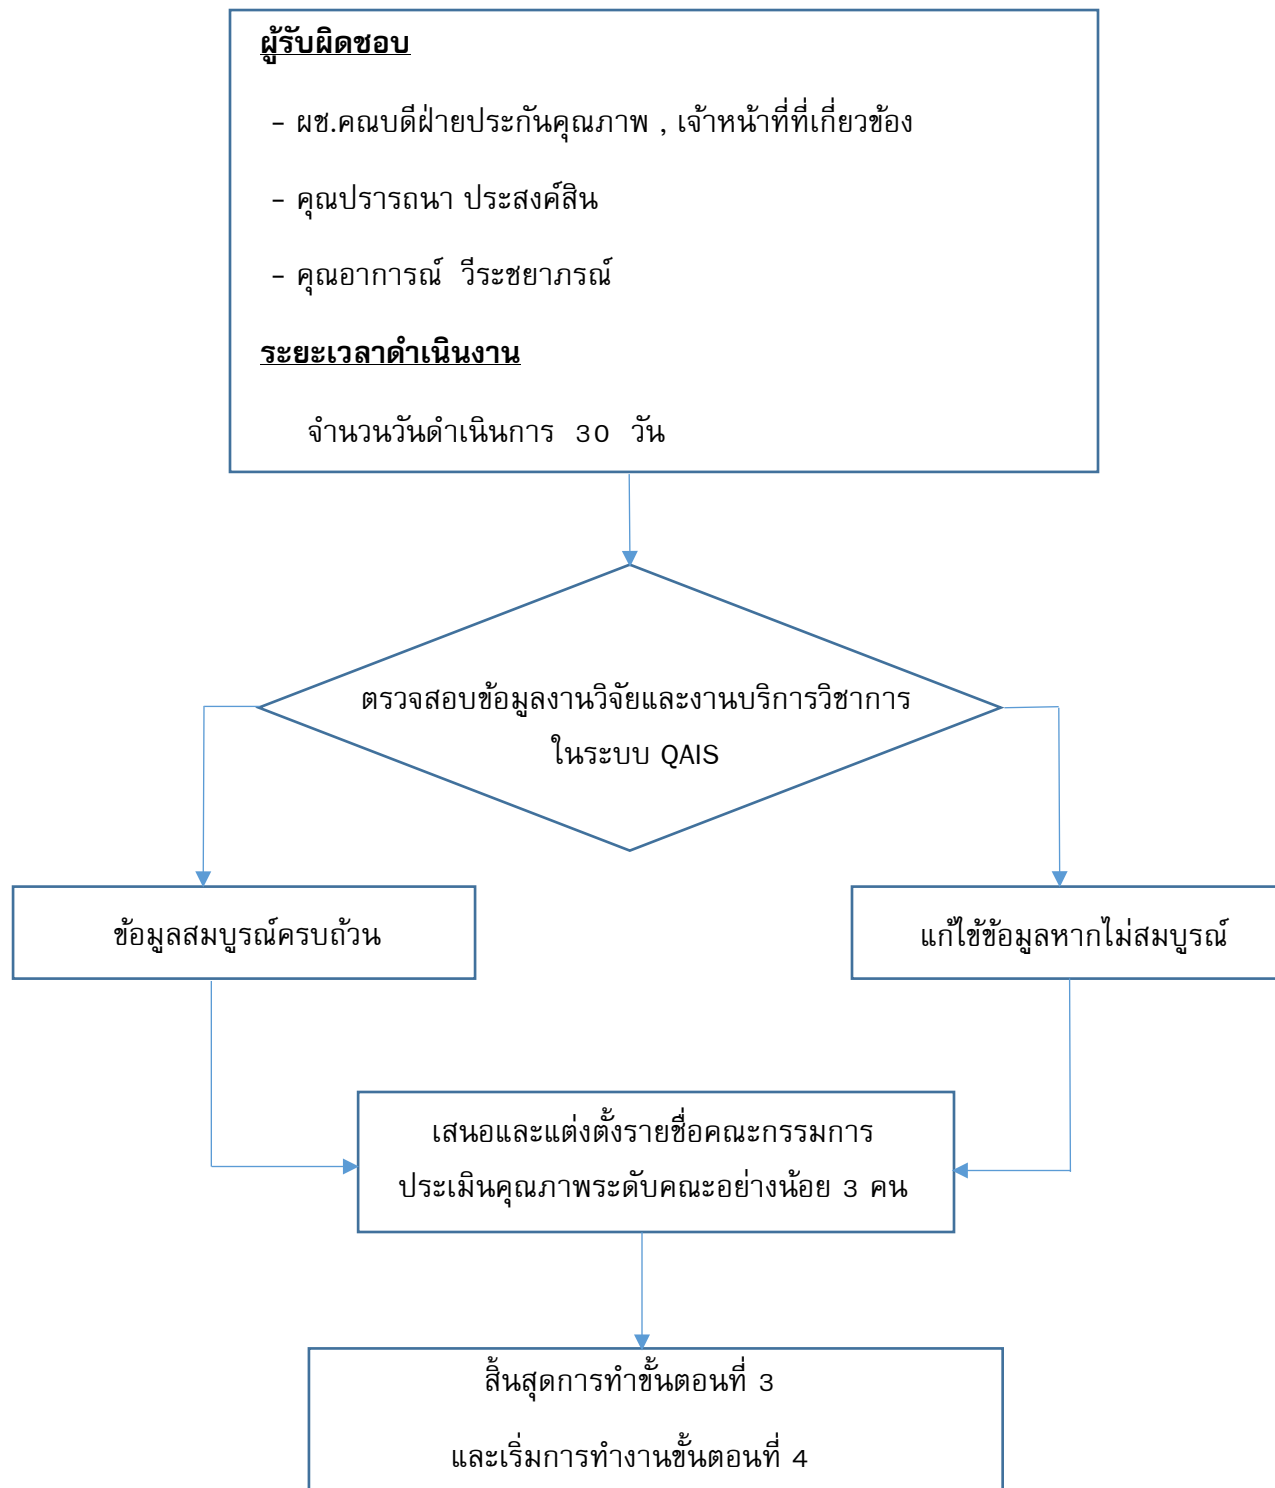 ผู้รับผิดชอบ
– ผช.คณบดีฝ่ายประกันคุณภาพ , เจ้าหน้าที่ที่เกี่ยวข้อง
– คุณปรารถนา ประสงค์สิน
– คุณอาการณ์ วีระชยาภรณ์
ระยะเวลาดำเนินงาน
จำนวนวันดำเนินการ 30 วัน
ตรวจสอบข้อมูลงานวิจัยและงานบริการวิชาการ
ในระบบ QAIS
ข้อมูลสมบูรณ์ครบถ้วน
แก้ไข้ข้อมูลหากไม่สมบูรณ์
เสนอและแต่งตั้งรายชื่อคณะกรรมการ
ประเมินคุณภาพระดับคณะอย่างน้อย 3 คน
สิ้นสุดการทำขั้นตอนที่ 3
และเริ่มการทำงานขั้นตอนที่ 4